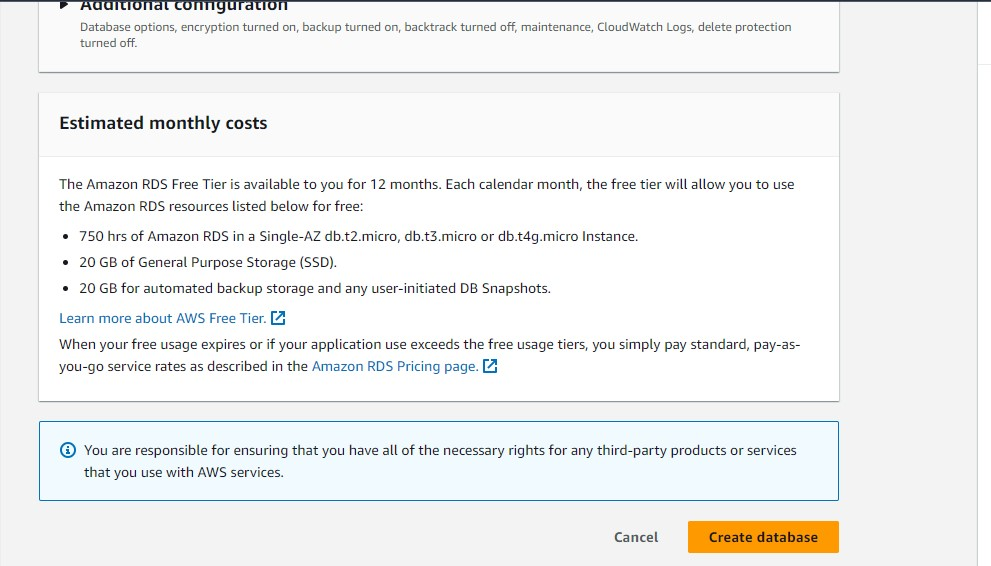 Additional configuration
Database options, encryption turned on, backup turned on, backtrack turned off, maintenance, CloudWatch Logs, delete protection
turned off.
Estimated monthly costs
The Amazon RDS Free Tier is available to you for 12 months. Each calendar month, the free tier will allow you to use
the Amazon RDS resources listed below for free:
• 750 hrs of Amazon RDS in a Single-AZ db.t2.micro, db.t3.micro or db.t4g.micro Instance.
• 20 GB of General Purpose Storage (SSD).
• 20 GB for automated backup storage and any user-initiated DB Snapshots.
Learn more about AWS Free Tier.
When your free usage expires or if your application use exceeds the free usage tiers, you simply pay standard, pay-as-
you-go service rates as described in the Amazon RDS Pricing page.
You are responsible for ensuring that you have all of the necessary rights for any third-party products or services
that you use with AWS services.
Cancel Create database